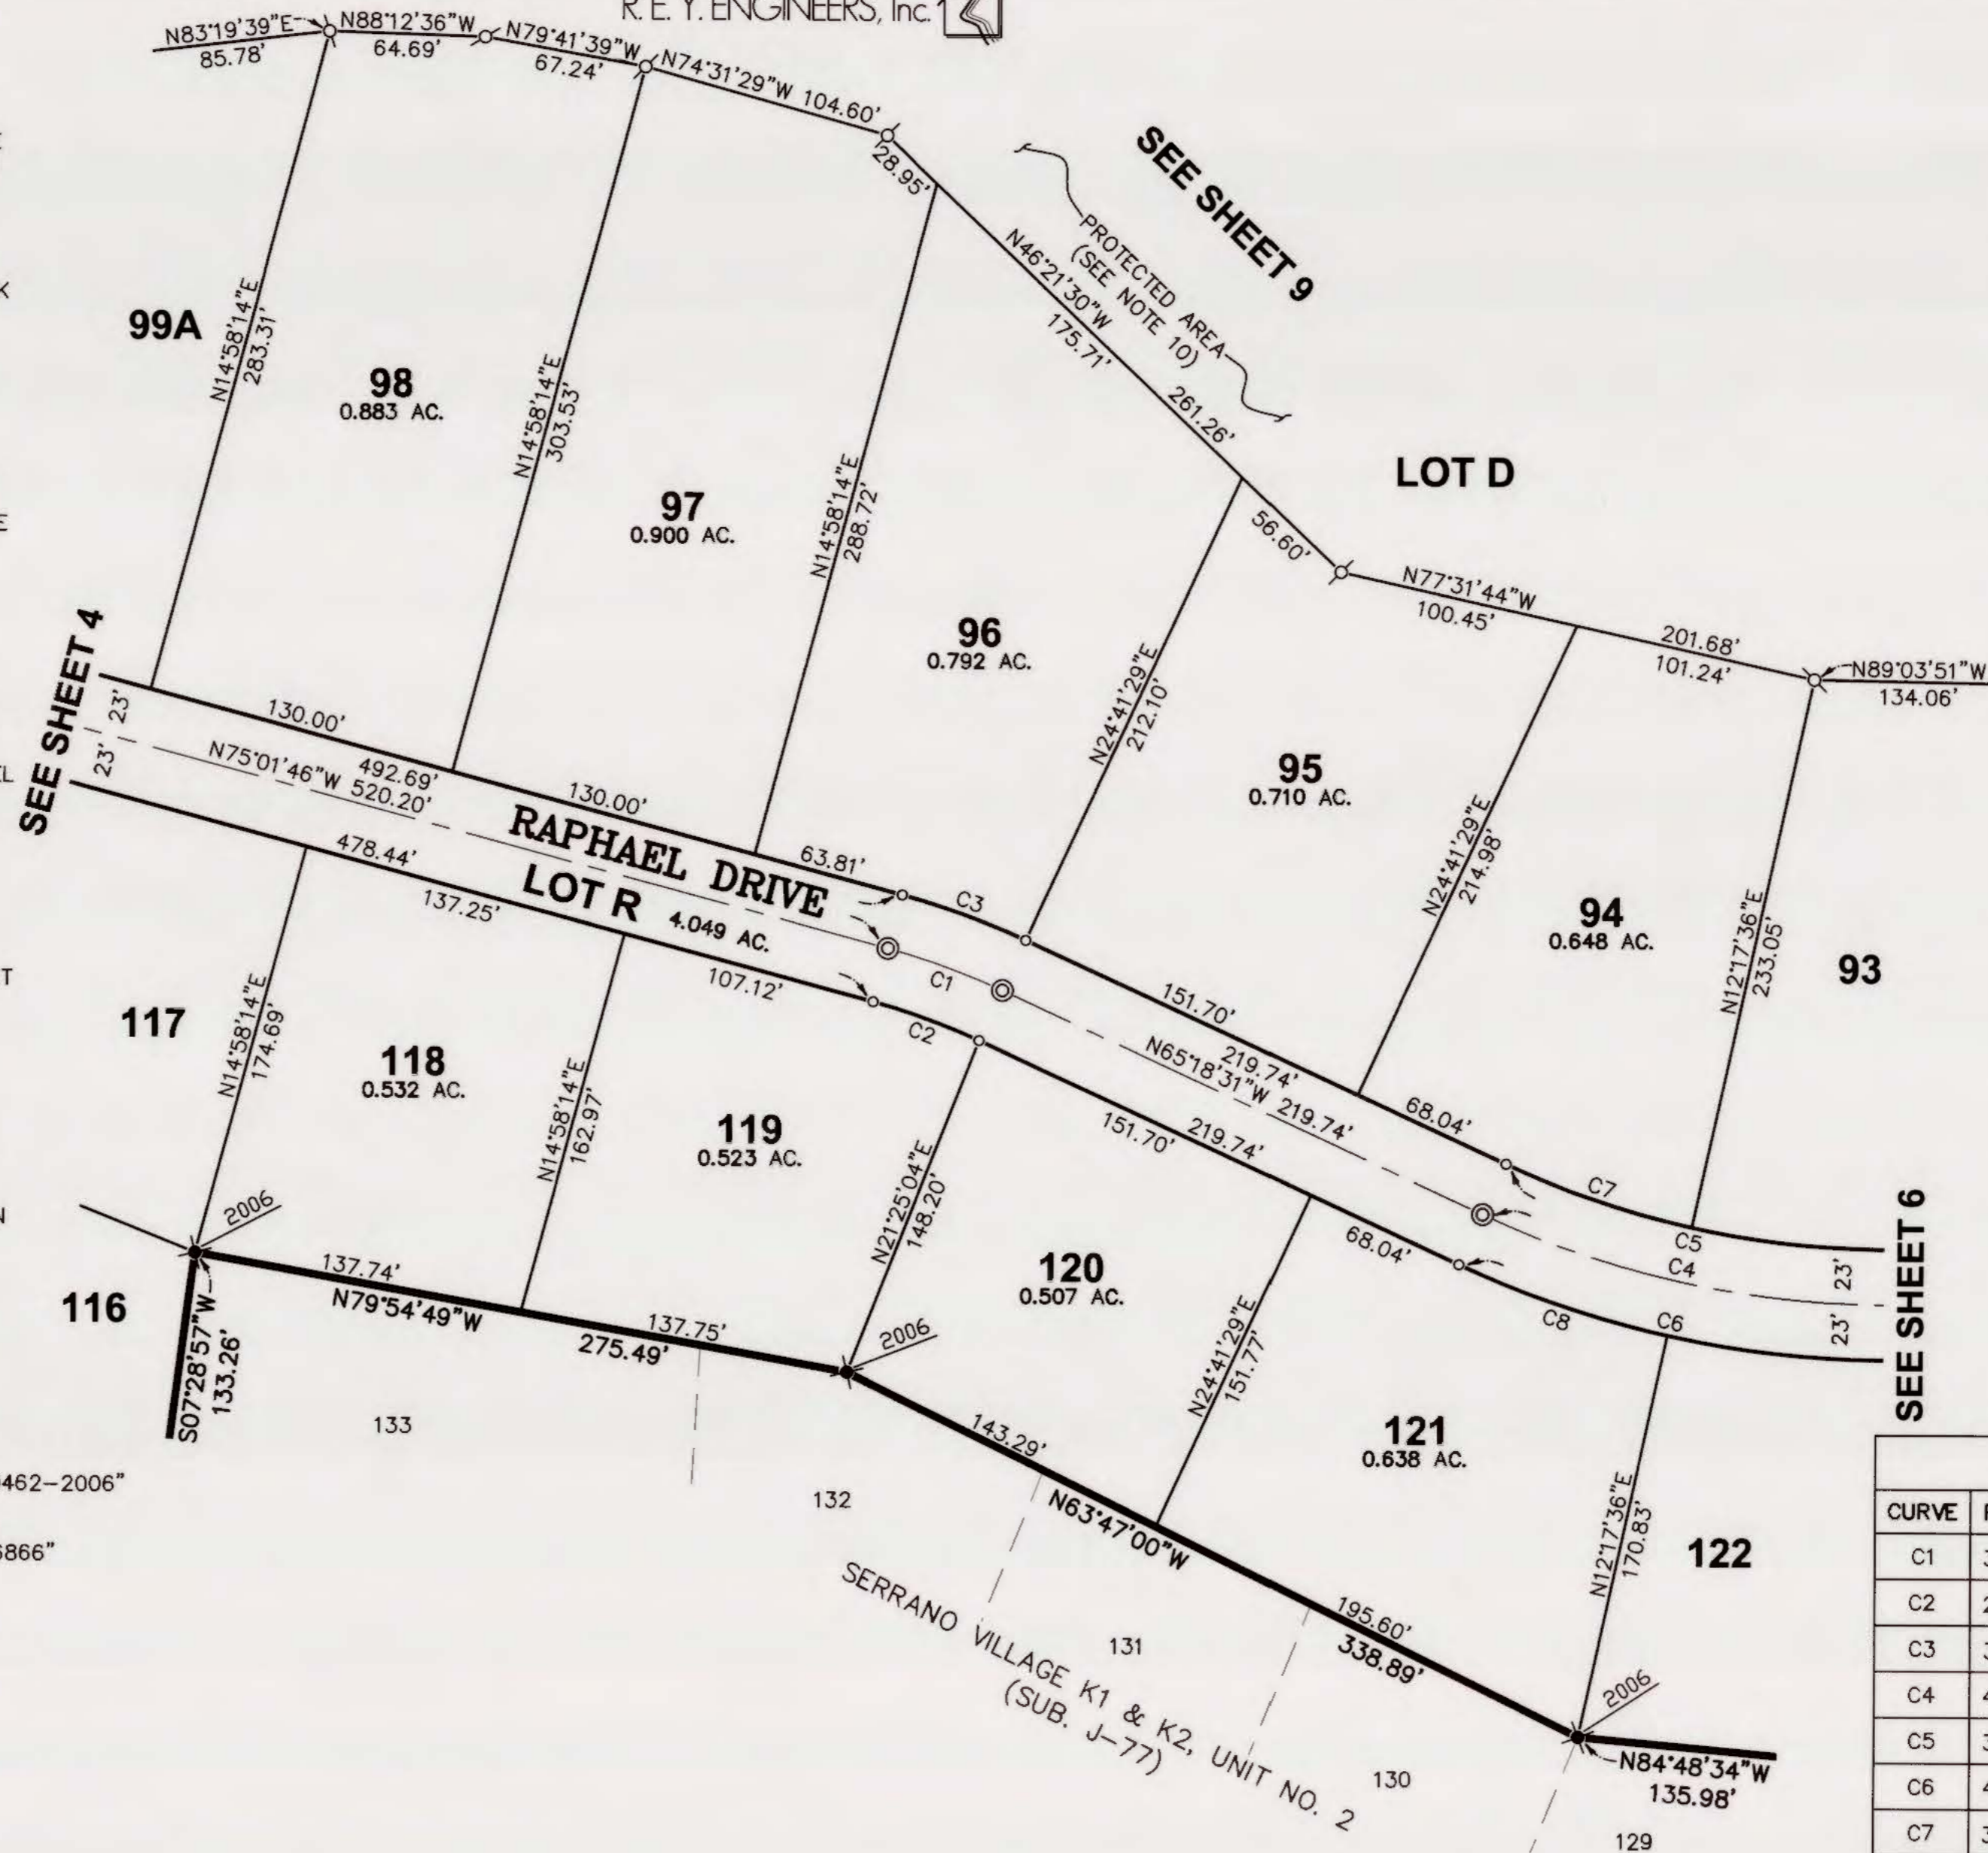 R. E. Y. ENGINEERS, Inc.
N83°19'39"E
85.78'
N88°12'36"W
64.69'
N79°41'39"W
67.24'
N74°31'29"W 104.60'
28.95'
SEE SHEET 9
PROTECTED AREA
(SEE NOTE 10)
N46°21'30"W
175.71'
261.26'
56.60'
LOT D
N77°31'44"W
100.45'
201.68'
101.24'
N89°03'51"W
134.06'
99A
N14°58'14"E
283.31'
98
0.883 AC.
N14°58'14"E
303.53'
97
0.900 AC.
N14°58'14"E
288.72'
96
0.792 AC.
N24°41'29"E
212.10'
95
0.710 AC.
N24°41'29"E
214.98'
94
0.648 AC.
N12°17'36"E
233.05'
93
SEE SHEET 4
23'
23'
130.00'
492.69'
N75°01'46"W 520.20'
130.00'
63.81'
C3
RAPHAEL DRIVE
LOT R 4.049 AC.
478.44'
137.25'
107.12'
C1
C2
151.70'
219.74'
N65°18'31"W 219.74'
68.04'
151.70'
219.74'
68.04'
C7
C5
C4
C6
C8
23'
23'
SEE SHEET 6
117
N14°58'14"E
174.69'
118
0.532 AC.
N14°58'14"E
162.97'
119
0.523 AC.
N21°25'04"E
148.20'
120
0.507 AC.
N24°41'29"E
151.77'
121
0.638 AC.
N12°17'36"E
170.83'
122
2006
116
S07°28'57"W
133.26'
137.74'
N79°54'49"W
137.75'
275.49'
2006
133
132
143.29'
N63°47'00"W
195.60'
338.89'
2006
N84°48'34"W
135.98'
131
130
129
SERRANO VILLAGE K1 & K2, UNIT NO. 2
(SUB. J-77)
462-2006"
6866"
CURVE
C1
C2
C3
C4
C5
C6
C7